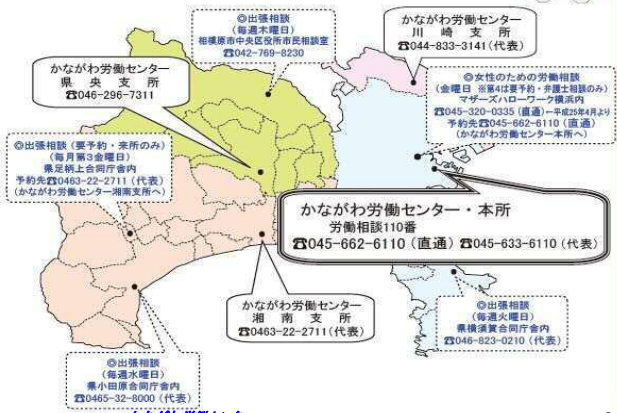 ◎出張相談
(毎週木曜日)
相模原市中央区役所市民相談室
☎042-769-8230
かながわ労働センター
川崎支所
☎044-833-3141(代表)
かながわ労働センター
県央支所
☎046-296-7311
◎女性のための労働相談
(金曜日 ※第4は要予約・弁護士相談のみ)
マザーズハローワーク横浜内
☎045-320-0335(直通)←平成25年4月より
予約先☎045-662-6110(直通)
(かながわ労働センター本所へ)
◎出張相談(要予約・来所のみ)
(毎月第3金曜日)
県足柄上合同庁舎内
予約先☎0463-22-2711(代表)
(かながわ労働センター湘南支所へ)
かながわ労働センター・本所
労働相談110番
☎045-662-6110(直通) ☎045-633-6110(代表)
かながわ労働センター
湘南支所
☎0463-22-2711(代表)
◎出張相談
(毎週火曜日)
県横須賀合同庁舎内
☎046-823-0210(代表)
◎出張相談
(毎週水曜日)
県小田原合同庁舎内
☎0465-32-8000(代表)